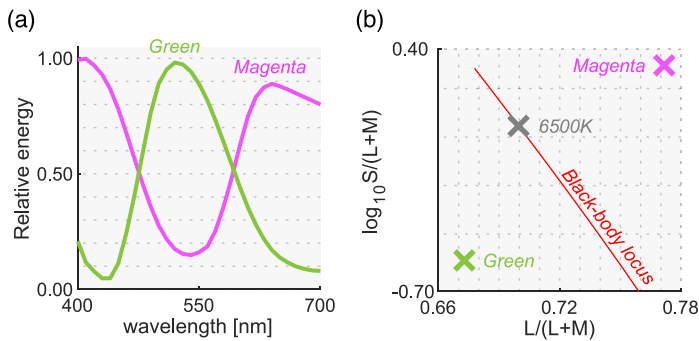 (a)
Green
Magenta
1.00
0.50
0.00
Relative energy
400
550
700
wavelength [nm]
(b)
0.40
-0.70
log10 S/(L+M)
Magenta
6500K
Black-body locus
Green
0.66
0.72
0.78
L/(L+M)